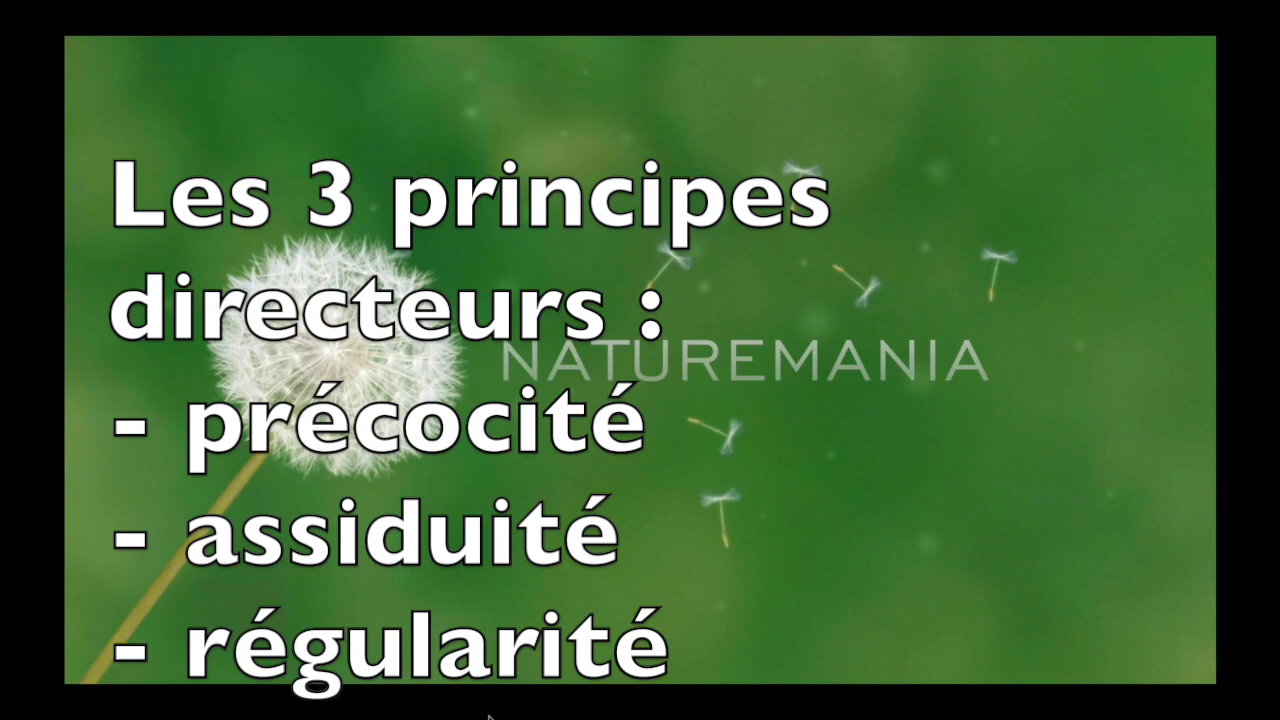 Les 3 principes
directeurs :
NATUREMANIA
- précocité
- assiduité
- régularité